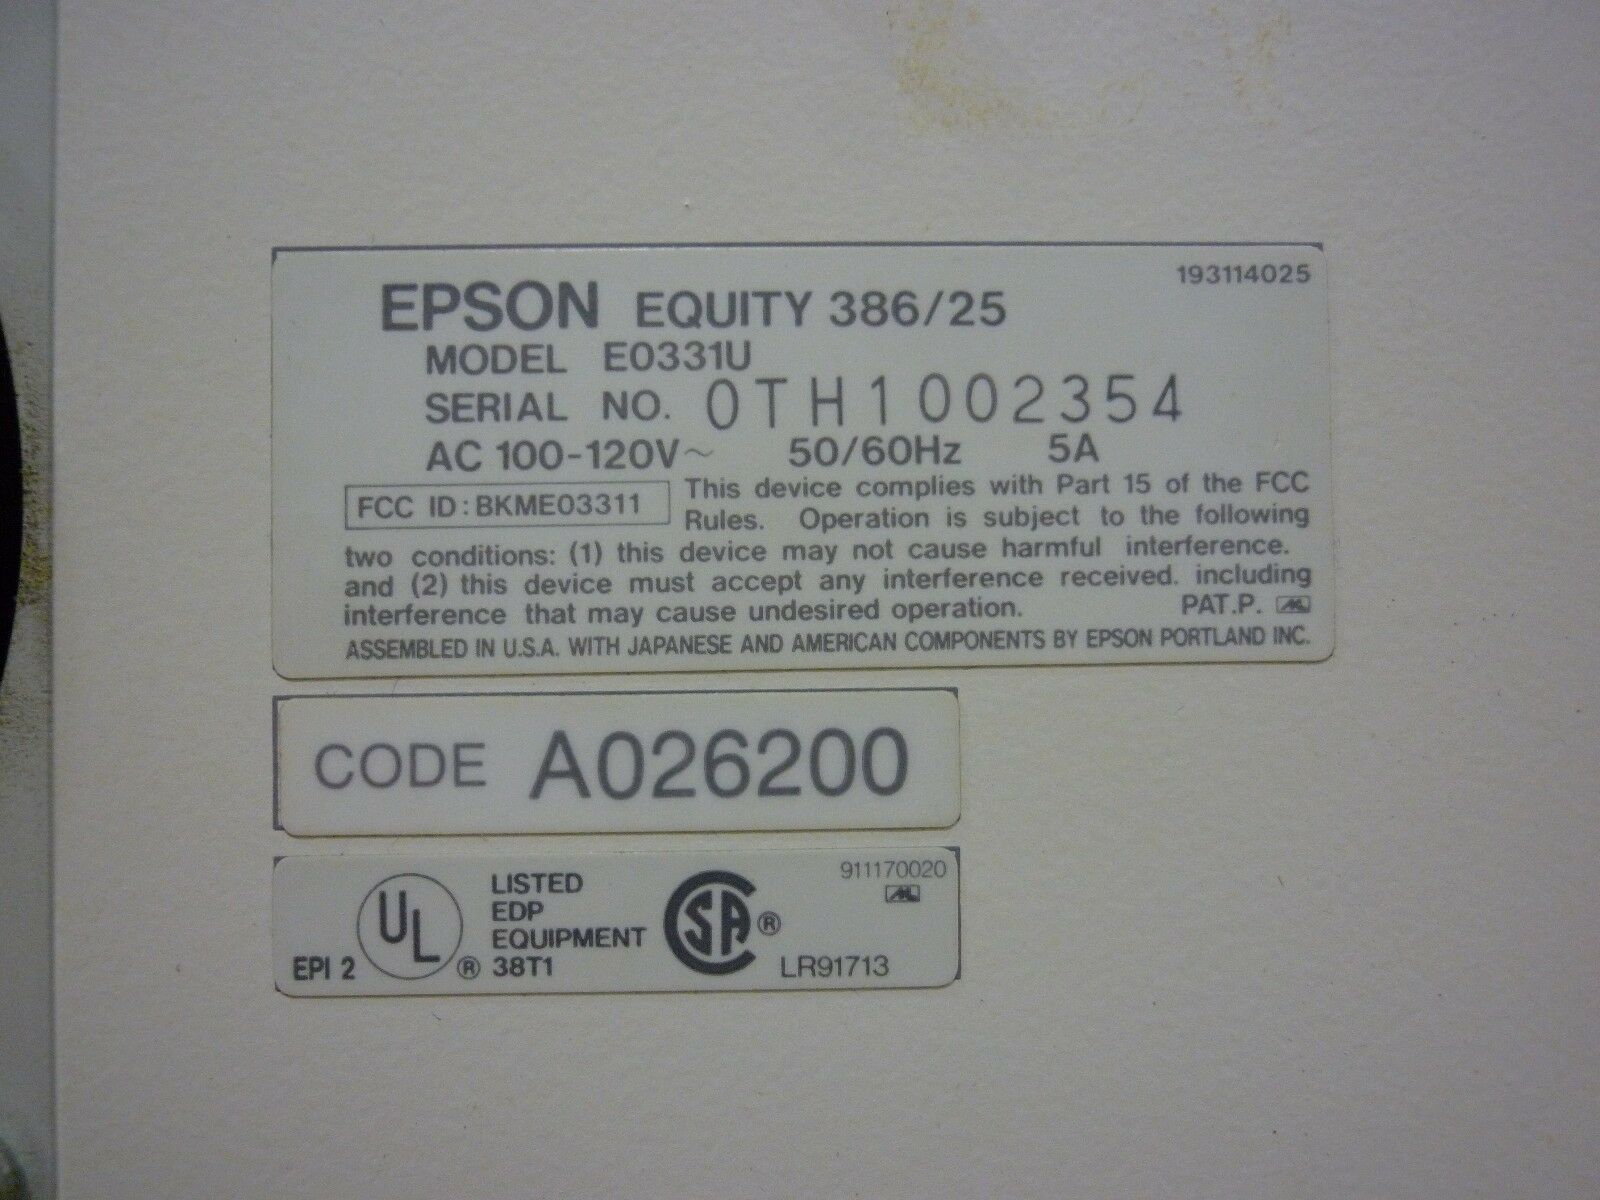 193114025
EPSON EQUITY 386/25
MODEL E0331U
SERIAL NO. 0TH1002354
AC 100-120V~ 50/60Hz 5A
FCC ID: BKME03311
This device complies with Part 15 of the FCC
Rules. Operation is subject to the following
two conditions: (1) this device may not cause harmful interference.
and (2) this device must accept any interference received. including
interference that may cause undesired operation. PAT.P.
ASSEMBLED IN U.S.A. WITH JAPANESE AND AMERICAN COMPONENTS BY EPSON PORTLAND INC.
CODE A026200
911170020
EPI 2
UL ®
LISTED
EDP
EQUIPMENT
38T1
CSA ®
LR91713